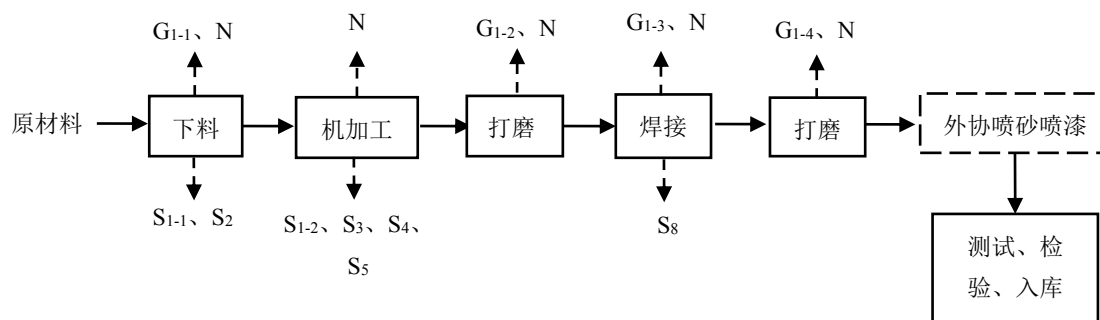 G1-1、N
N
G1-2、N
G1-3、N
G1-4、N
原材料
下料
机加工
打磨
焊接
打磨
外协喷砂喷漆
S1-1、S2
S1-2、S3、S4、
S5
S8
测试、检
验、入库